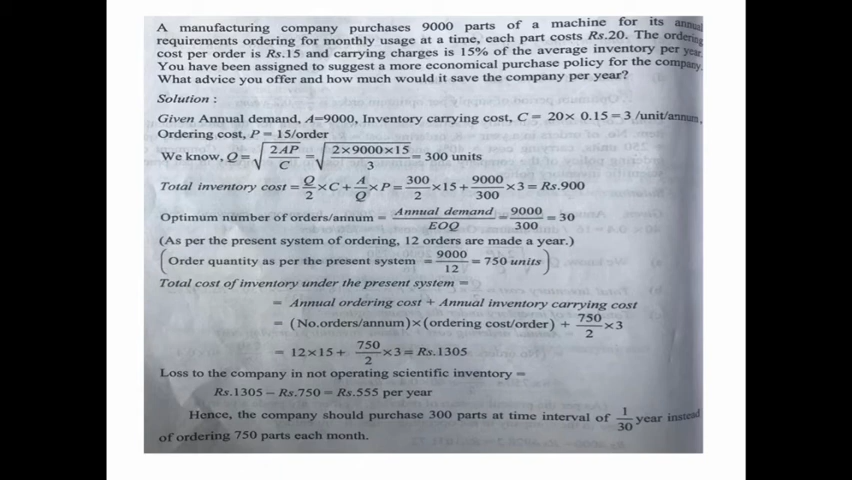 A manufacturing company purchases 9000 parts of a machine for its annual
requirements ordering for monthly usage at a time, each part costs Rs.20. The ordering
cost per order is Rs.15 and carrying charges is 15% of the average inventory per year.
You have been assigned to suggest a more economical purchase policy for the company.
What advice you offer and how much would it save the company per year?
Solution :
Given Annual demand, A=9000, Inventory carrying cost, C = 20× 0.15= 3 /unit/annum,
Ordering cost, P = 15/order
We know, Q= √(2AP/C) = √(2×9000×15/3) = 300 units
Total inventory cost = Q/2 ×C+ A/Q ×P= 300/2 ×15+ 9000/300 ×3= Rs.900
Optimum number of orders/annum = Annual demand/EOQ = 9000/300 = 30
(As per the present system of ordering, 12 orders are made a year.)
(Order quantity as per the present system = 9000/12 = 750 units)
Total cost of inventory under the present system =
= Annual ordering cost + Annual inventory carrying cost
= (No.orders/annum)×(ordering cost/order) + 750/2 ×3
= 12×15+ 750/2 ×3= Rs.1305
Loss to the company in not operating scientific inventory =
Rs.1305 − Rs.750 = Rs.555 per year
Hence, the company should purchase 300 parts at time interval of 1/30 year instead
of ordering 750 parts each month.